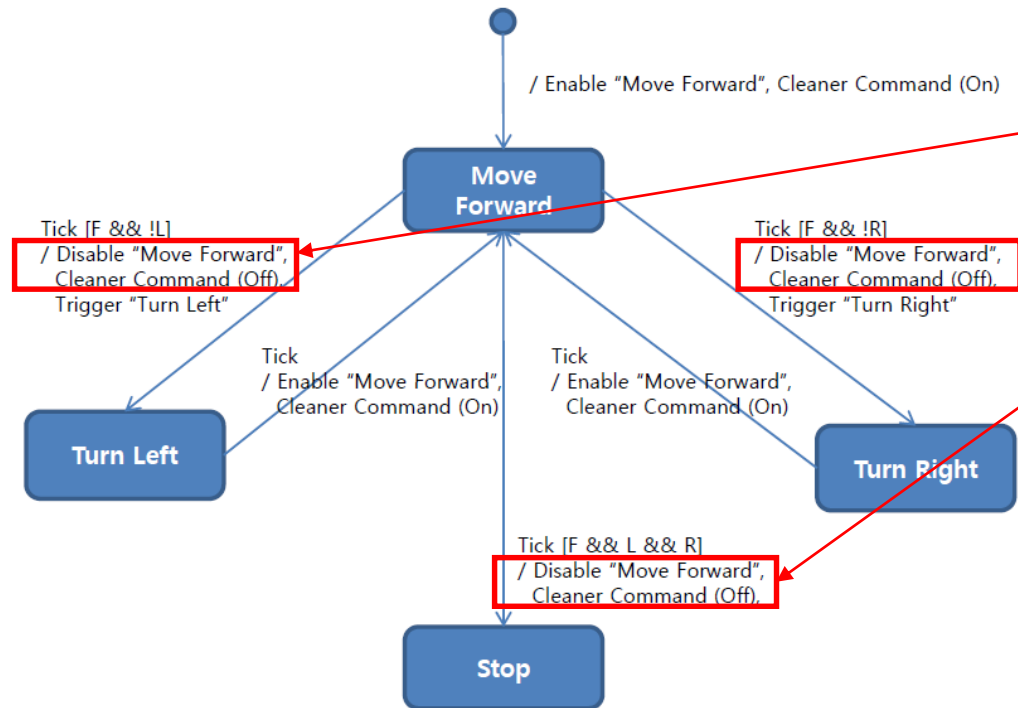 / Enable “Move Forward”, Cleaner Command (On)
Move
Forward
Tick [F && !L]
/ Disable “Move Forward”,
Cleaner Command (Off),
Trigger “Turn Left”
Tick [F && !R]
/ Disable “Move Forward”,
Cleaner Command (Off),
Trigger “Turn Right”
Tick
/ Enable “Move Forward”,
Cleaner Command (On)
Tick
/ Enable “Move Forward”,
Cleaner Command (On)
Turn Left
Turn Right
Tick [F && L && R]
/ Disable “Move Forward”,
Cleaner Command (Off),
Stop